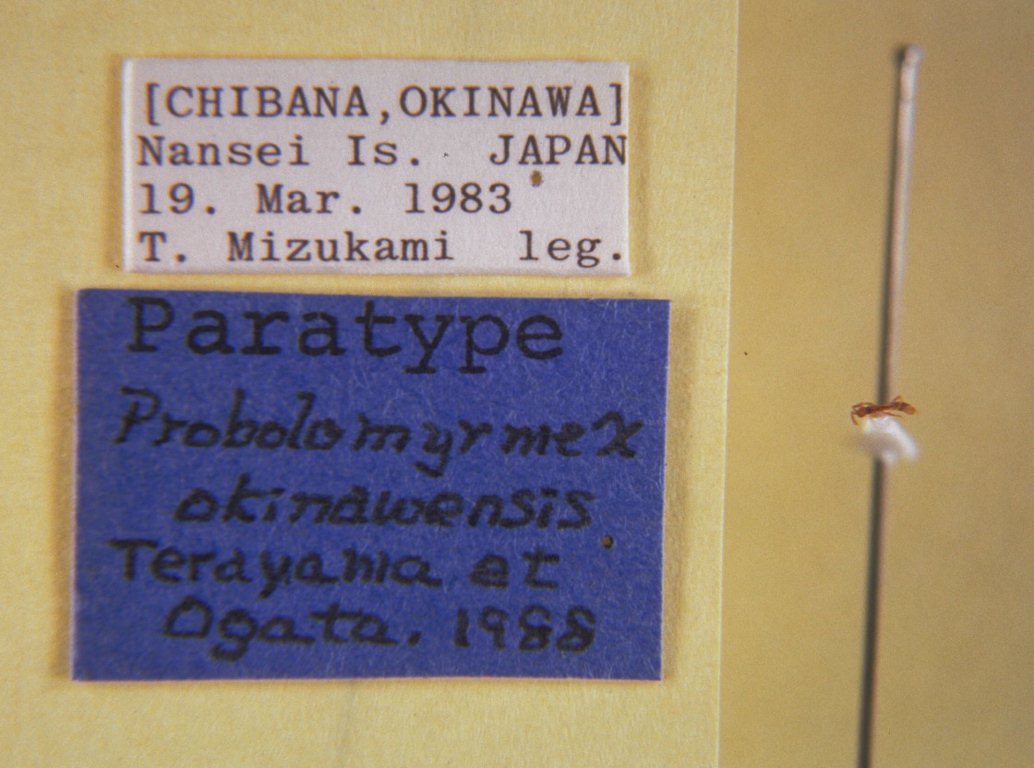 [CHIBANA,OKINAWA]
Nansei Is. JAPAN
19. Mar. 1983
T. Mizukami leg.
Paratype
Probolomyrmex
okinawensis
Terayama et
Ogata. 1988